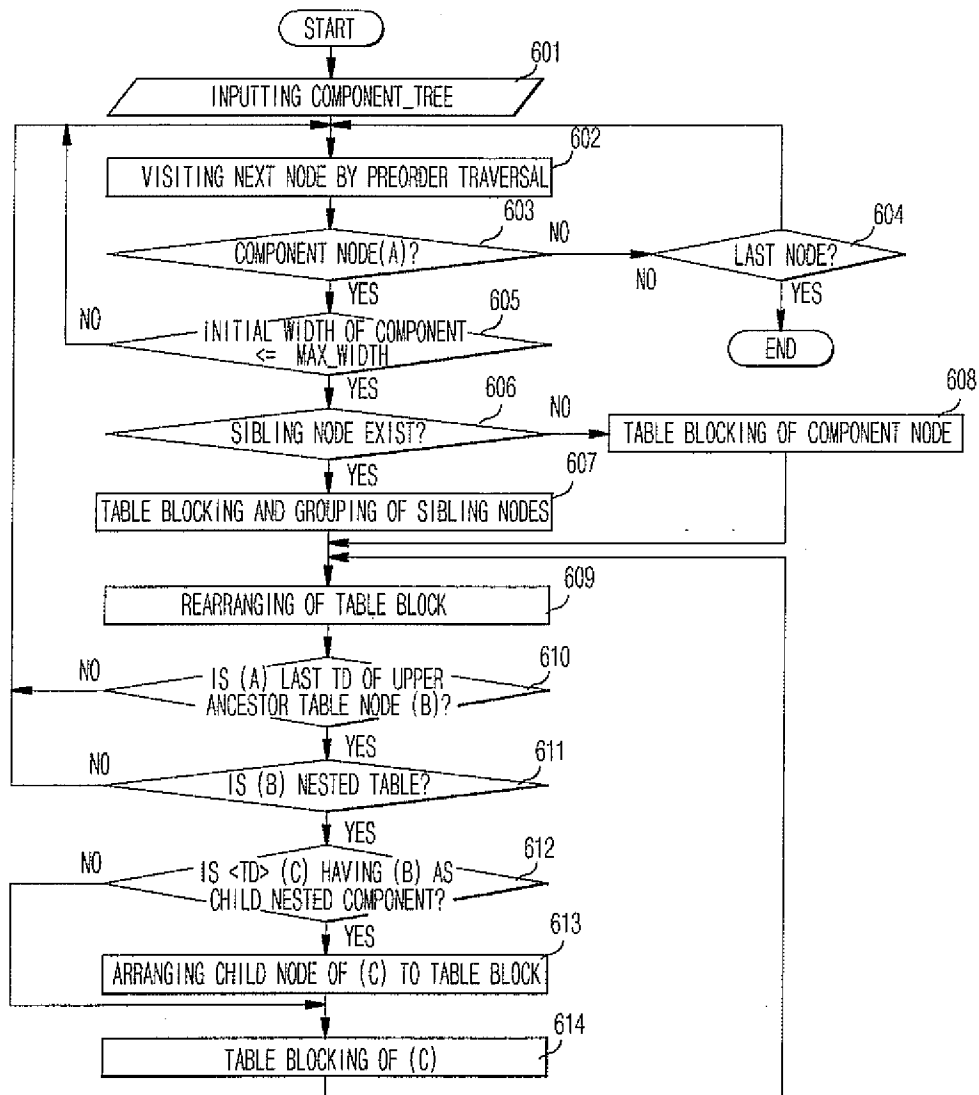 START
601
INPUTTING COMPONENT_TREE
602
VISITING NEXT NODE BY PREORDER TRAVERSAL
603
COMPONENT NODE(A)?
NO
604
LAST NODE?
NO
YES
YES
END
605
INITIAL WIDTH OF COMPONENT
<= MAX_WIDTH
NO
YES
606
SIBLING NODE EXIST?
NO
608
TABLE BLOCKING OF COMPONENT NODE
YES
607
TABLE BLOCKING AND GROUPING OF SIBLING NODES
REARRANGING OF TABLE BLOCK
609
NO
610
IS (A) LAST TD OF UPPER
ANCESTOR TABLE NODE (B)?
YES
NO
611
IS (B) NESTED TABLE?
YES
NO
612
IS <TD> (C) HAVING (B) AS
CHILD NESTED COMPONENT?
YES
613
ARRANGING CHILD NODE OF (C) TO TABLE BLOCK
614
TABLE BLOCKING OF (C)